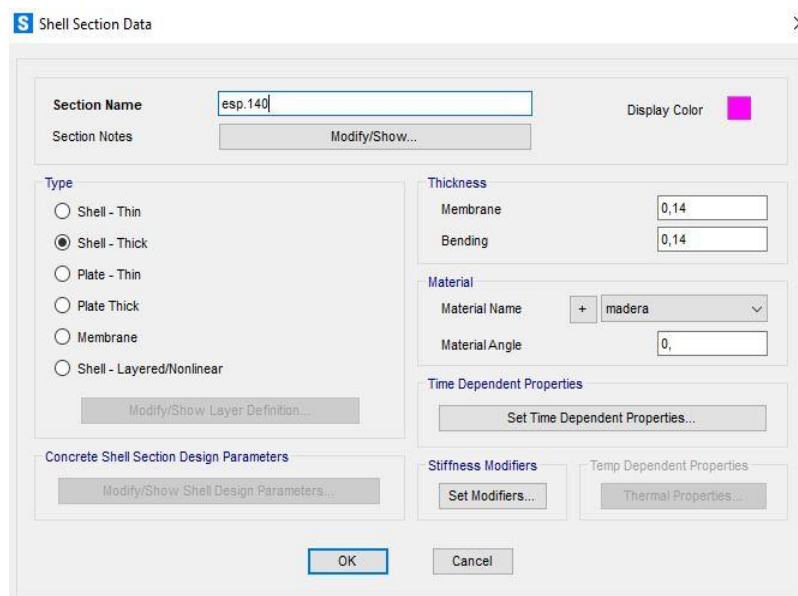 S Shell Section Data
Section Name esp.140 Display Color
Section Notes Modify/Show...
Type
Shell - Thin
Shell - Thick
Plate - Thin
Plate Thick
Membrane
Shell - Layered/Nonlinear
Modify/Show Layer Definition...
Thickness
Membrane 0,14
Bending 0,14
Material
Material Name + madera
Material Angle 0,
Time Dependent Properties
Set Time Dependent Properties...
Concrete Shell Section Design Parameters
Modify/Show Shell Design Parameters...
Stiffness Modifiers
Set Modifiers...
Temp Dependent Properties
Thermal Properties...
OK Cancel